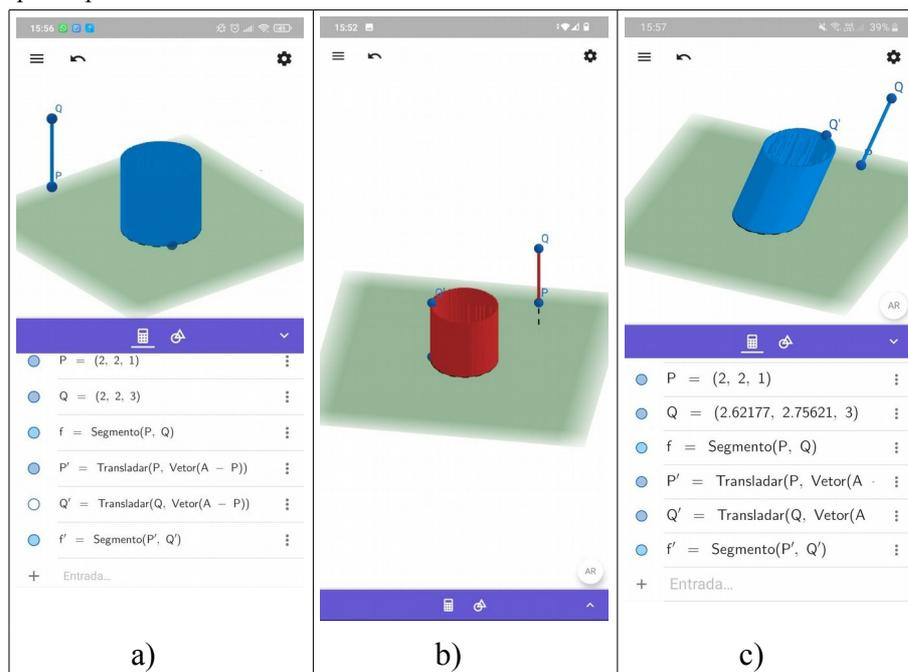 15:56
Q
P
P = (2, 2, 1)
Q = (2, 2, 3)
f = Segmento(P, Q)
P′ = Transladar(P, Vetor(A − P))
Q′ = Transladar(Q, Vetor(A − P))
f′ = Segmento(P′, Q′)
+ Entrada...
a)
15:52
Q
P
AR
b)
15:57
39%
Q
Q'
P
AR
P = (2, 2, 1)
Q = (2.62177, 2.75621, 3)
f = Segmento(P, Q)
P′ = Transladar(P, Vetor(A -
Q′ = Transladar(Q, Vetor(A
f′ = Segmento(P′, Q′)
+ Entrada...
c)